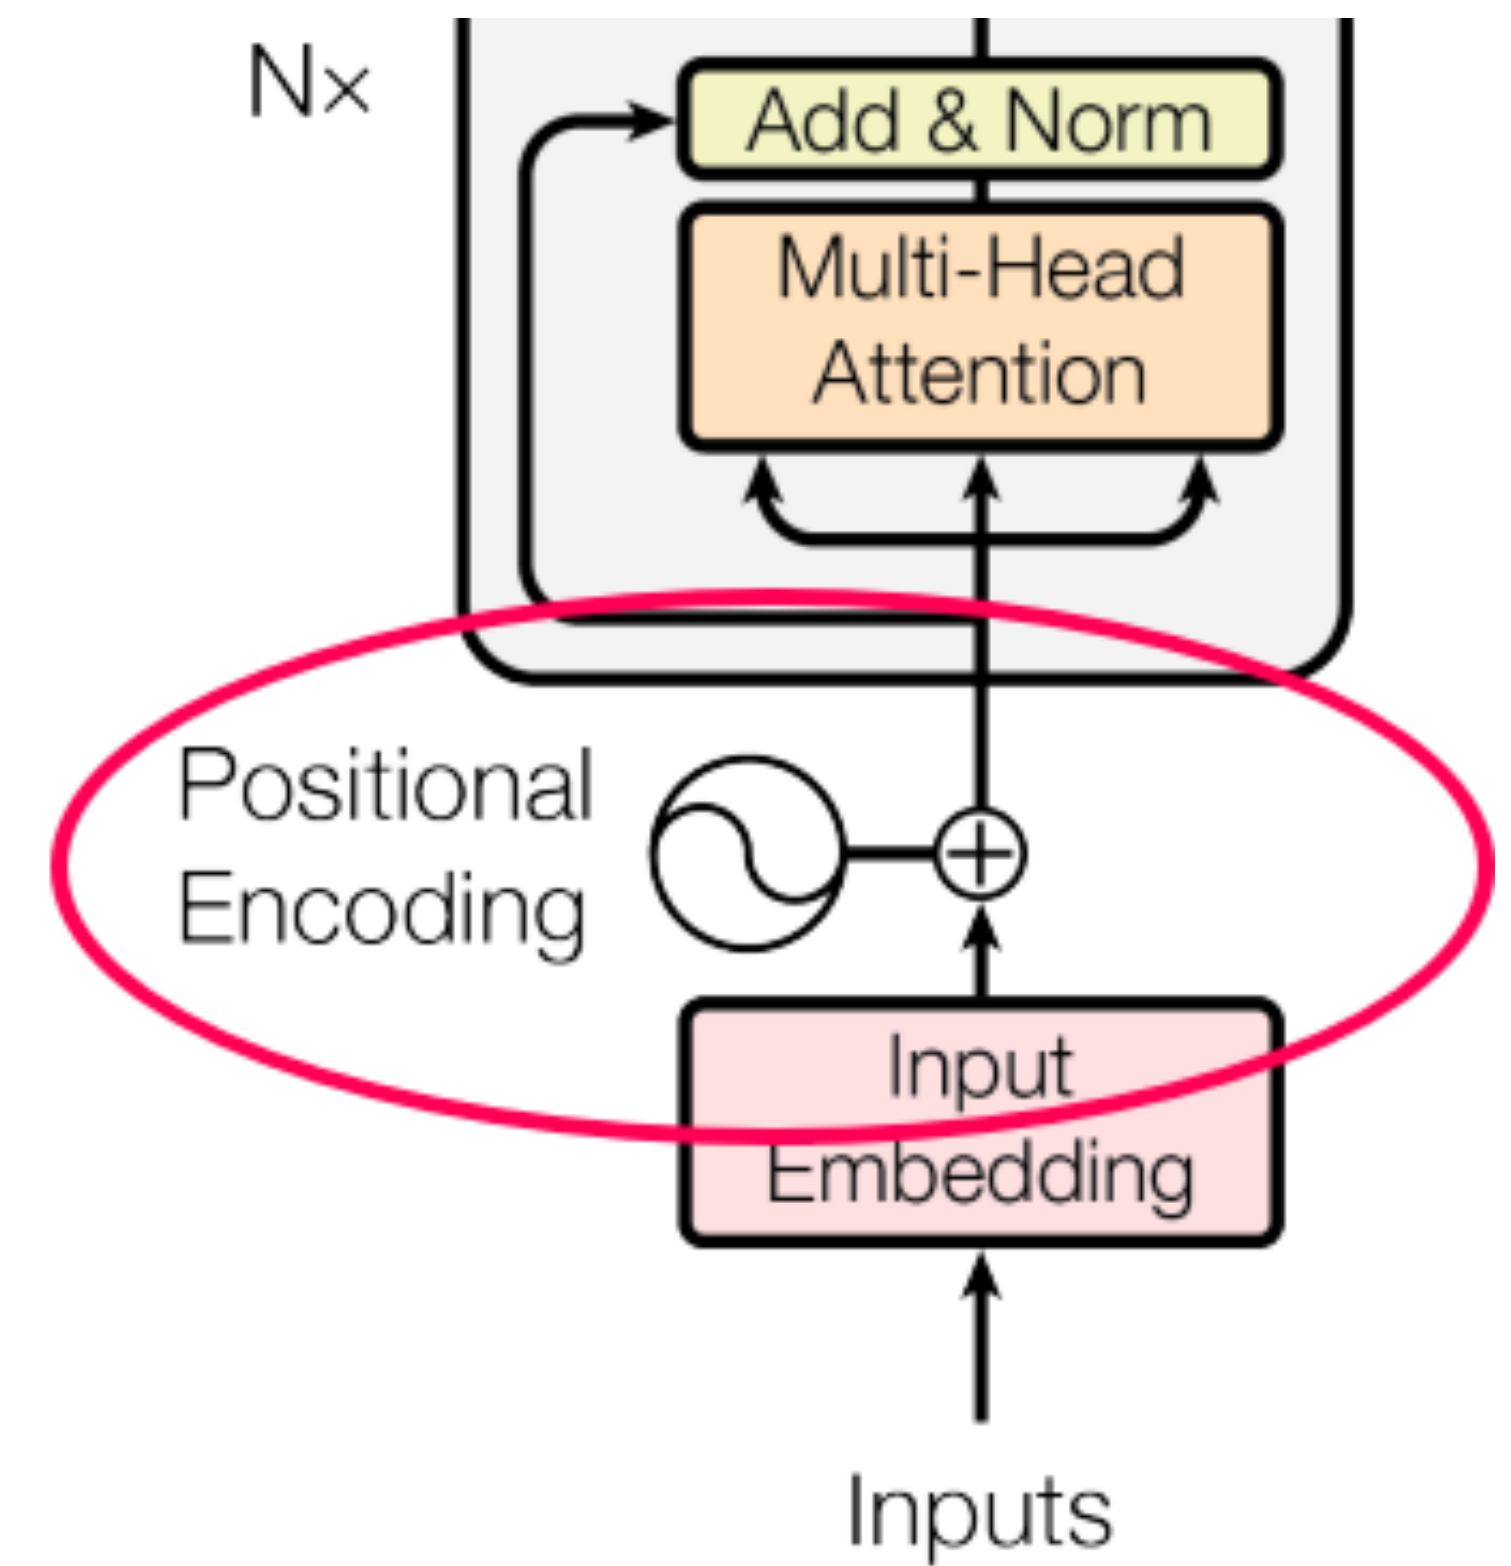 Nx
Add & Norm
Multi-Head
Attention
Positional
Encoding
Input
Embedding
Inputs